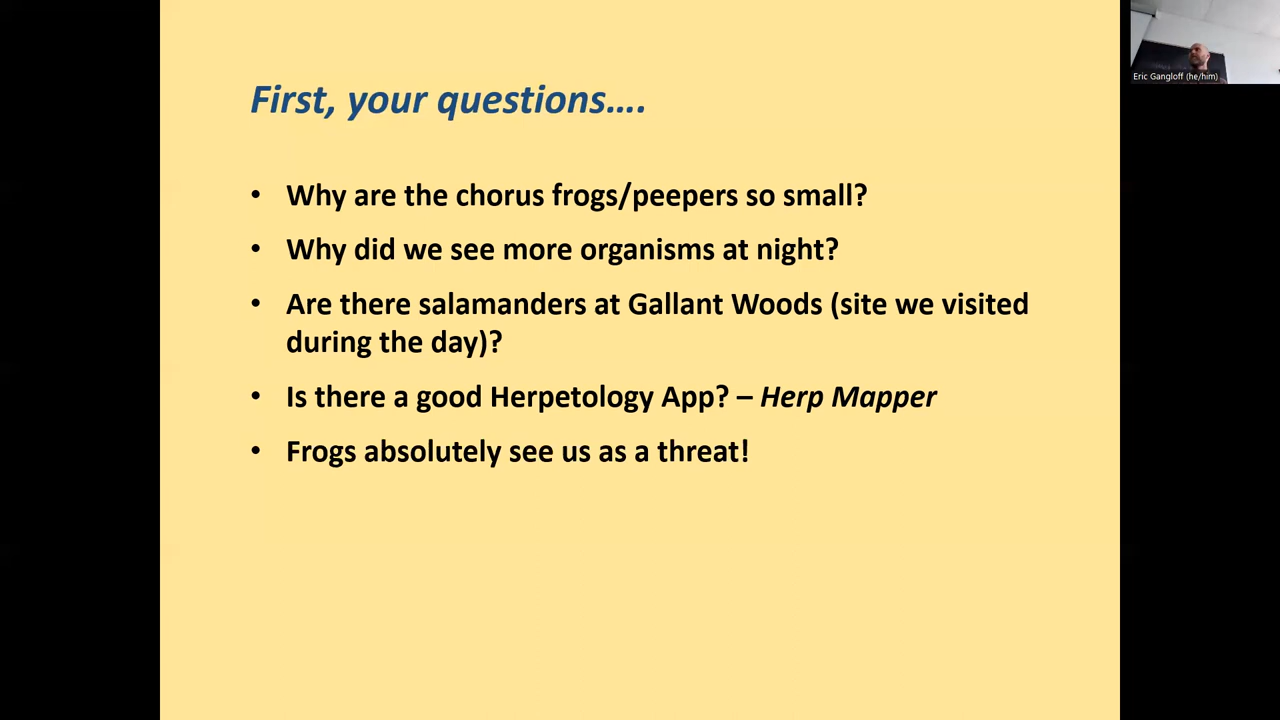 First, your questions....
• Why are the chorus frogs/peepers so small?
• Why did we see more organisms at night?
• Are there salamanders at Gallant Woods (site we visited
during the day)?
• Is there a good Herpetology App? – Herp Mapper
• Frogs absolutely see us as a threat!
Eric Gangloff (he/him)